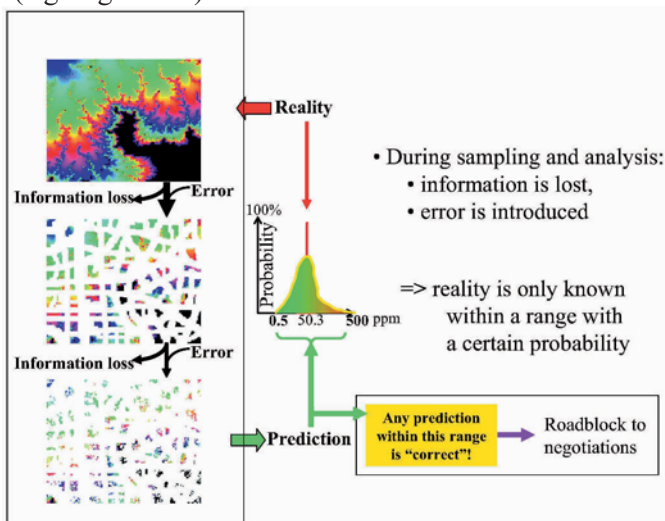 Reality
Information loss
Error
• During sampling and analysis:
• information is lost,
• error is introduced
100%
Probability
0.5 50.3 500 ppm
=> reality is only known
within a range with
a certain probability
Information loss
Error
Prediction
Any prediction
within this range
is “correct”!
Roadblock to
negotiations